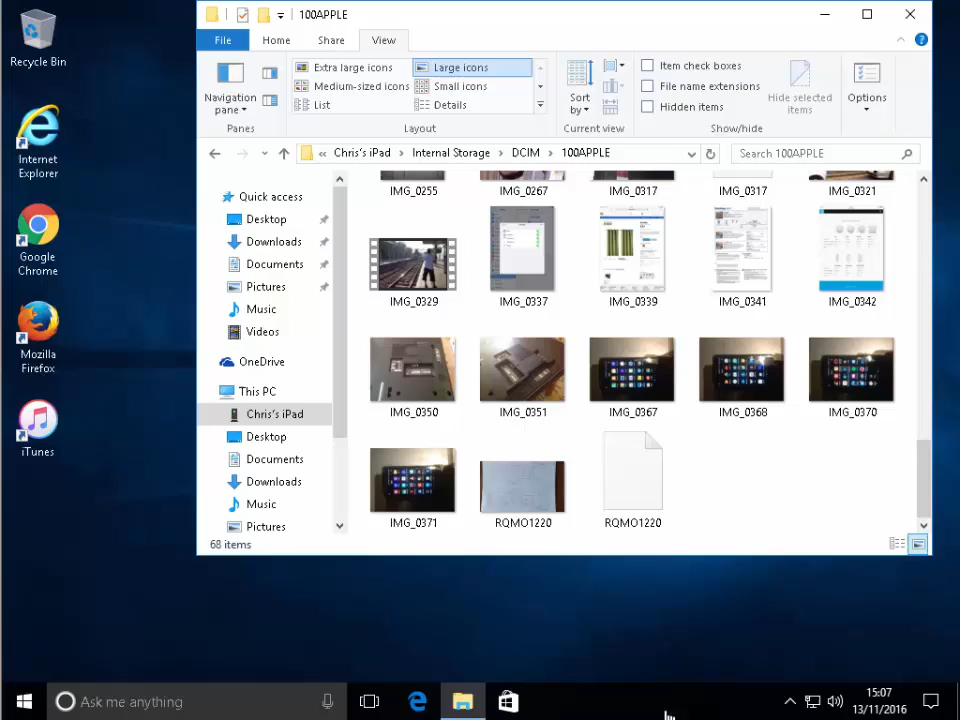 Recycle Bin
Internet
Explorer
Google
Chrome
Mozilla
Firefox
iTunes
100APPLE
File
Home
Share
View
Navigation
pane
Panes
Extra large icons
Large icons
Medium-sized icons
Small icons
List
Details
Layout
Sort
by
Current view
Item check boxes
File name extensions
Hidden items
Hide selected
items
Show/hide
Options
« Chris's iPad > Internal Storage > DCIM > 100APPLE
Search 100APPLE
Quick access
Desktop
Downloads
Documents
Pictures
Music
Videos
OneDrive
This PC
Chris's iPad
Desktop
Documents
Downloads
Music
Pictures
IMG_0255
IMG_0267
IMG_0317
IMG_0317
IMG_0321
IMG_0329
IMG_0337
IMG_0339
IMG_0341
IMG_0342
IMG_0350
IMG_0351
IMG_0367
IMG_0368
IMG_0370
IMG_0371
RQMO1220
RQMO1220
68 items
Ask me anything
15:07
13/11/2016